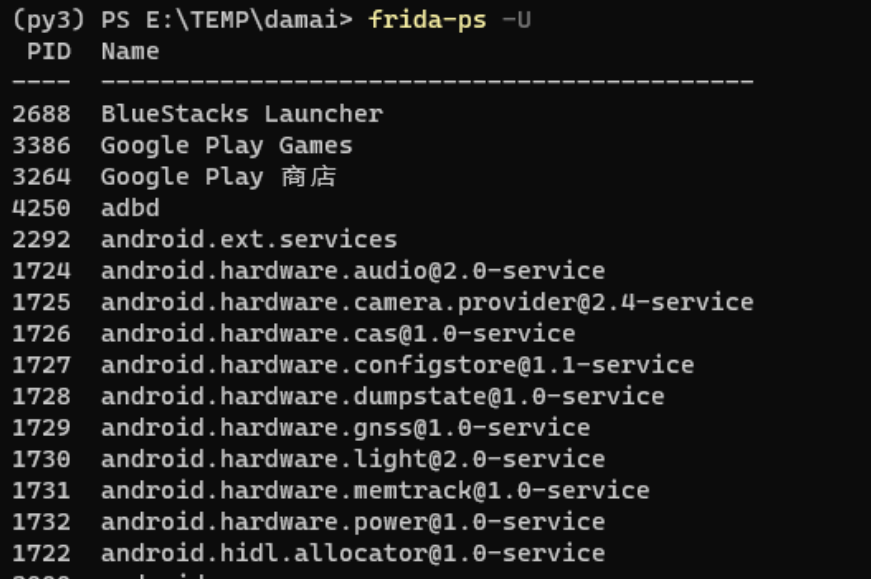 (py3) PS E:\TEMP\damai> frida-ps -U
 PID  Name
----  --------------------------------------------
2688  BlueStacks Launcher
3386  Google Play Games
3264  Google Play 商店
4250  adbd
2292  android.ext.services
1724  android.hardware.audio@2.0-service
1725  android.hardware.camera.provider@2.4-service
1726  android.hardware.cas@1.0-service
1727  android.hardware.configstore@1.1-service
1728  android.hardware.dumpstate@1.0-service
1729  android.hardware.gnss@1.0-service
1730  android.hardware.light@2.0-service
1731  android.hardware.memtrack@1.0-service
1732  android.hardware.power@1.0-service
1722  android.hidl.allocator@1.0-service